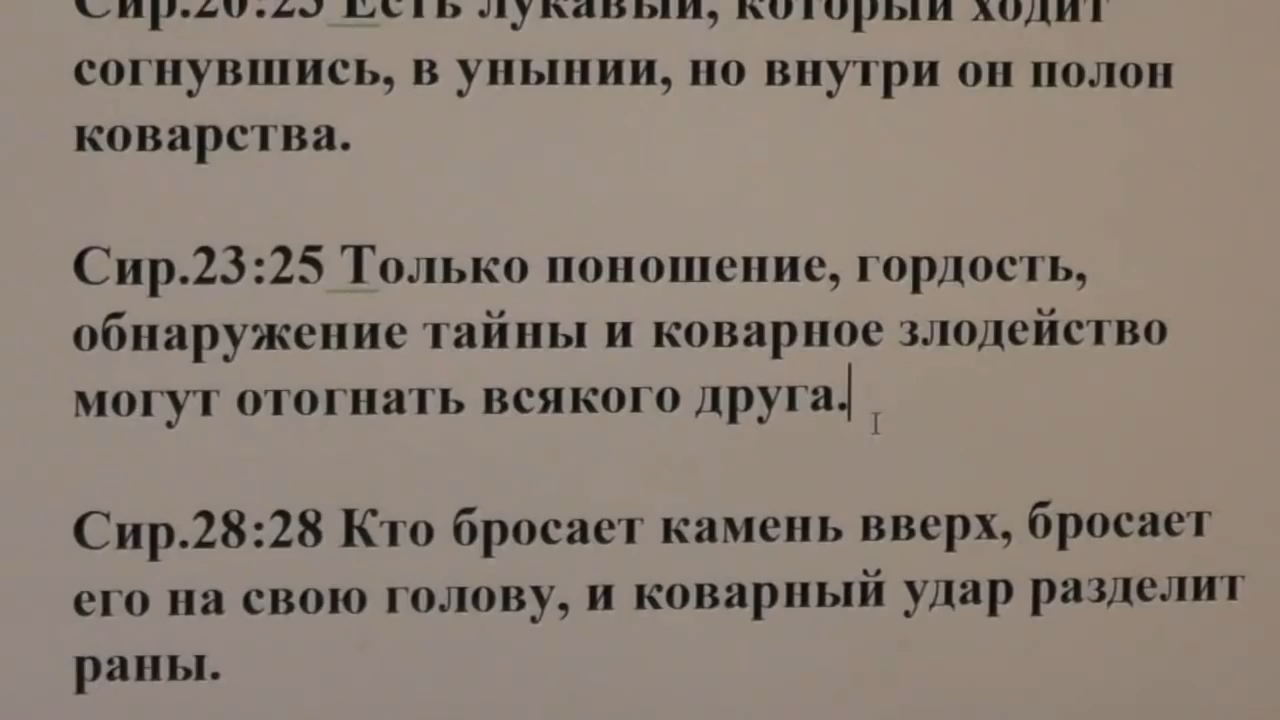 Сир.20:25 Есть лукавый, который ходит
согнувшись, в унынии, но внутри он полон
коварства.
Сир.23:25 Только поношение, гордость,
обнаружение тайны и коварное злодейство
могут отогнать всякого друга.
Сир.28:28 Кто бросает камень вверх, бросает
его на свою голову, и коварный удар разделит
раны.